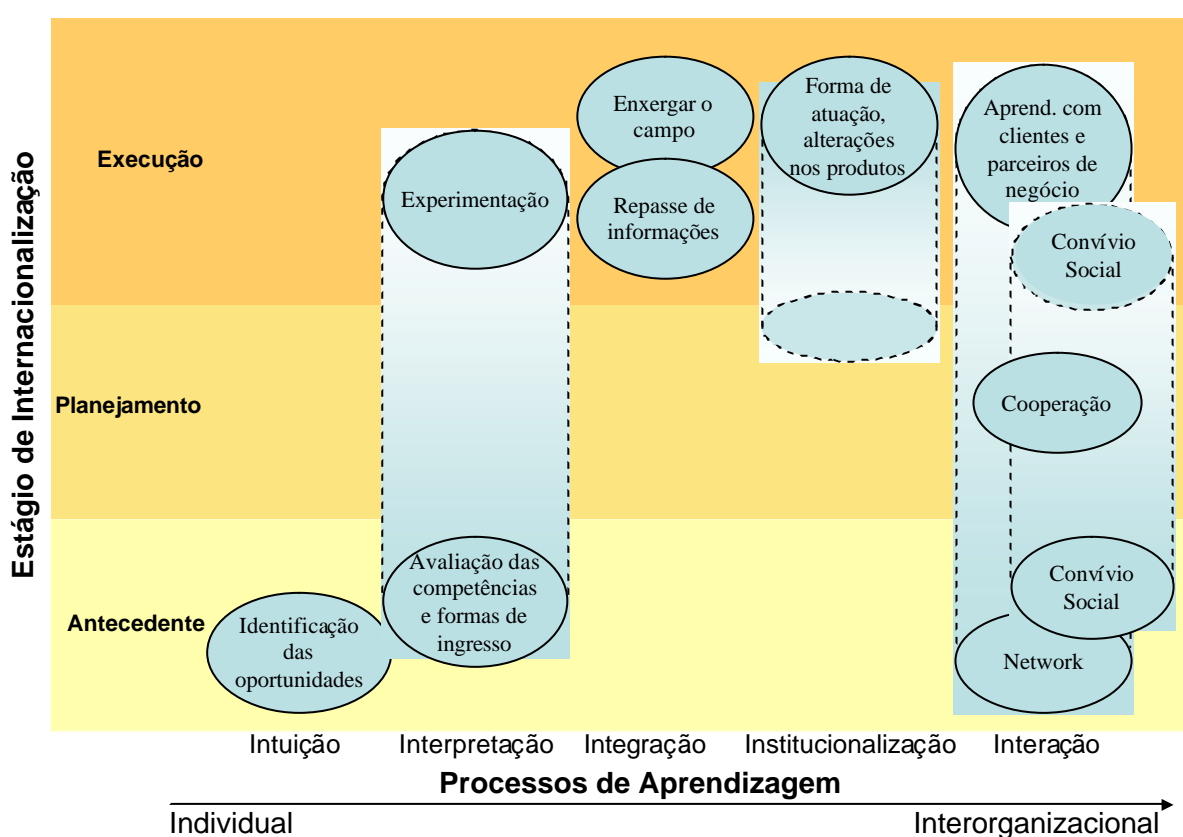 Estágio de Internacionalização
Execução
Planejamento
Antecedente
Identificação
das
oportunidades
Experimentação
Avaliação das
competências
e formas de
ingresso
Enxergar o
campo
Repasse de
informações
Forma de
atuação,
alterações
nos produtos
Aprend. com
clientes e
parceiros de
negócio
Convívio
Social
Cooperação
Convívio
Social
Network
Intuição Interpretação Integração Institucionalização Interação
Processos de Aprendizagem
Individual Interorganizacional